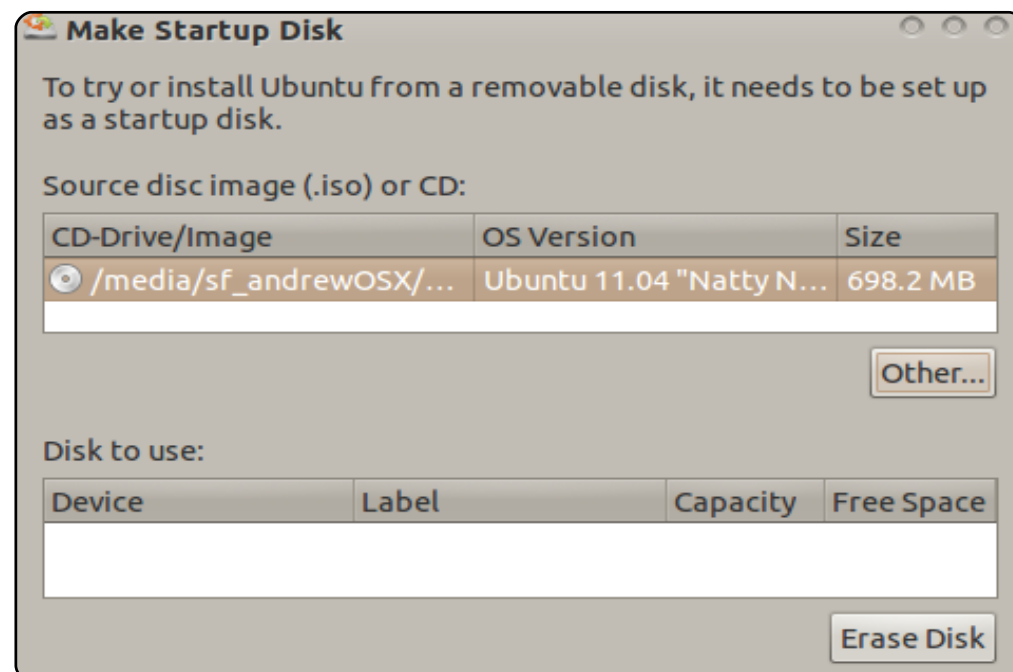 Make Startup Disk
To try or install Ubuntu from a removable disk, it needs to be set up
as a startup disk.
Source disc image (.iso) or CD:
CD-Drive/Image OS Version Size
/media/sf_andrewOSX/... Ubuntu 11.04 "Natty N... 698.2 MB
Other...
Disk to use:
Device Label Capacity Free Space
Erase Disk